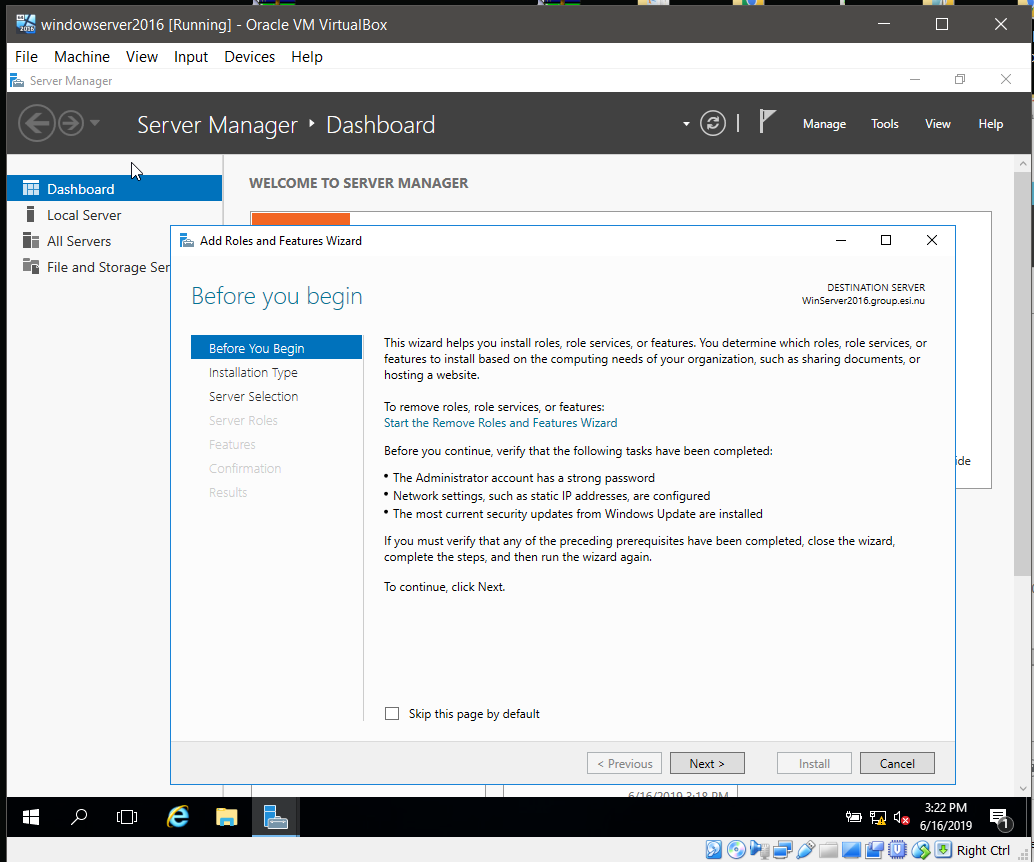 windowserver2016 [Running] - Oracle VM VirtualBox
File Machine View Input Devices Help
Server Manager
Server Manager Dashboard
Manage Tools View Help
Dashboard
Local Server
All Servers
File and Storage Ser
WELCOME TO SERVER MANAGER
Add Roles and Features Wizard
Before you begin
DESTINATION SERVER
WinServer2016.group.esi.nu
Before You Begin
Installation Type
Server Selection
Server Roles
Features
Confirmation
Results
This wizard helps you install roles, role services, or features. You determine which roles, role services, or
features to install based on the computing needs of your organization, such as sharing documents, or
hosting a website.
To remove roles, role services, or features:
Start the Remove Roles and Features Wizard
Before you continue, verify that the following tasks have been completed:
• The Administrator account has a strong password
• Network settings, such as static IP addresses, are configured
• The most current security updates from Windows Update are installed
If you must verify that any of the preceding prerequisites have been completed, close the wizard,
complete the steps, and then run the wizard again.
To continue, click Next.
Skip this page by default
< Previous Next > Install Cancel
ide
6/16/2019 3:18 PM
3:22 PM
6/16/2019
1
Right Ctrl